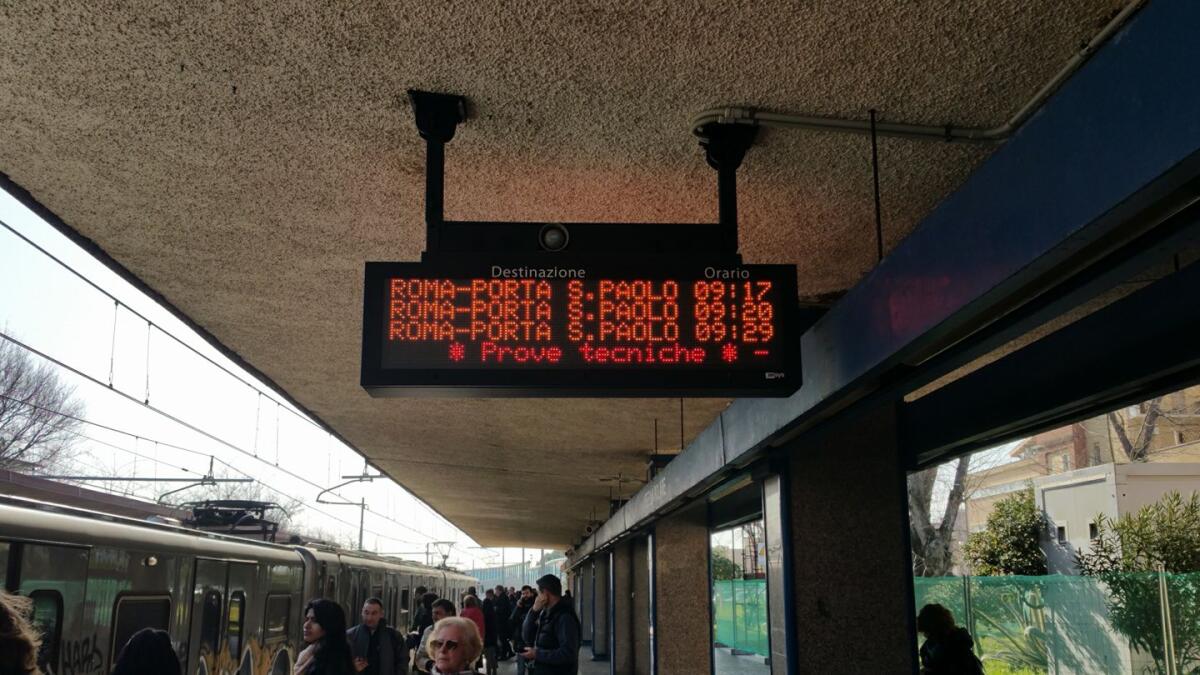 Destinazione Orario
ROMA-PORTA S.PAOLO 09:17
ROMA-PORTA S.PAOLO 09:20
ROMA-PORTA S.PAOLO 09:29
* Prove tecniche * -